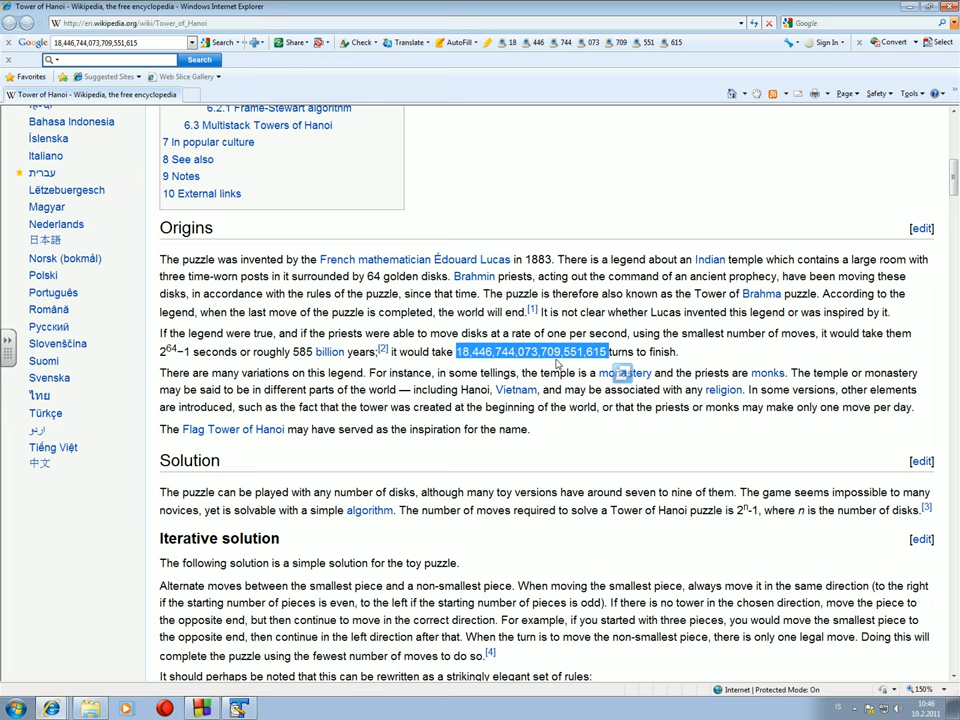 Tower of Hanoi - Wikipedia, the free encyclopedia - Windows Internet Explorer
http://en.wikipedia.org/wiki/Tower_of_Hanoi
Google
Google 18,446,744,073,709,551,615 Search Share Check Translate AutoFill 18 446 744 073 709 551 615 Sign In Convert Select
Search
Favorites Suggested Sites Web Slice Gallery
Tower of Hanoi - Wikipedia, the free encyclopedia Page Safety Tools
6.2.1 Frame-Stewart algorithm
Bahasa Indonesia
6.3 Multistack Towers of Hanoi
Íslenska
7 In popular culture
Italiano
8 See also
עברית
9 Notes
Lëtzebuergesch
10 External links
Magyar
Nederlands
日本語
Norsk (bokmål)
Polski
Português
Română
Русский
Slovenščina
Suomi
Svenska
ไทย
Türkçe
اردو
Tiếng Việt
中文
Origins [edit]
The puzzle was invented by the French mathematician Édouard Lucas in 1883. There is a legend about an Indian temple which contains a large room with
three time-worn posts in it surrounded by 64 golden disks. Brahmin priests, acting out the command of an ancient prophecy, have been moving these
disks, in accordance with the rules of the puzzle, since that time. The puzzle is therefore also known as the Tower of Brahma puzzle. According to the
legend, when the last move of the puzzle is completed, the world will end.[1] It is not clear whether Lucas invented this legend or was inspired by it.
If the legend were true, and if the priests were able to move disks at a rate of one per second, using the smallest number of moves, it would take them
2^64−1 seconds or roughly 585 billion years;[2] it would take 18,446,744,073,709,551,615 turns to finish.
There are many variations on this legend. For instance, in some tellings, the temple is a monastery and the priests are monks. The temple or monastery
may be said to be in different parts of the world — including Hanoi, Vietnam, and may be associated with any religion. In some versions, other elements
are introduced, such as the fact that the tower was created at the beginning of the world, or that the priests or monks may make only one move per day.
The Flag Tower of Hanoi may have served as the inspiration for the name.
Solution [edit]
The puzzle can be played with any number of disks, although many toy versions have around seven to nine of them. The game seems impossible to many
novices, yet is solvable with a simple algorithm. The number of moves required to solve a Tower of Hanoi puzzle is 2^n-1, where n is the number of disks.[3]
Iterative solution [edit]
The following solution is a simple solution for the toy puzzle.
Alternate moves between the smallest piece and a non-smallest piece. When moving the smallest piece, always move it in the same direction (to the right
if the starting number of pieces is even, to the left if the starting number of pieces is odd). If there is no tower in the chosen direction, move the piece to
the opposite end, but then continue to move in the correct direction. For example, if you started with three pieces, you would move the smallest piece to
the opposite end, then continue in the left direction after that. When the turn is to move the non-smallest piece, there is only one legal move. Doing this will
complete the puzzle using the fewest number of moves to do so.[4]
It should perhaps be noted that this can be rewritten as a strikingly elegant set of rules:
Internet | Protected Mode: On 150%
IS 10:46
10.2.2011